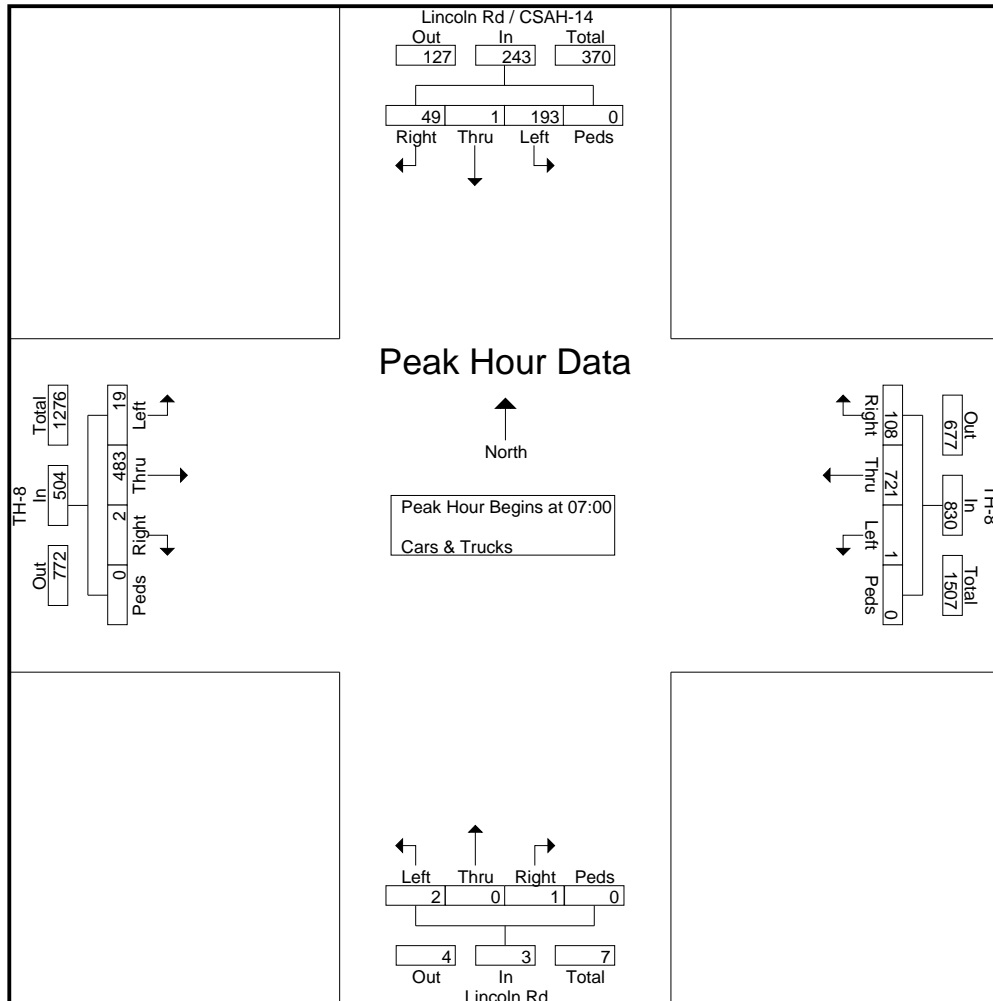 Lincoln Rd / CSAH-14
Out In Total
127 243 370
49 1 193 0
Right Thru Left Peds
Peak Hour Data
North
Peak Hour Begins at 07:00
Cars & Trucks
TH-8
Total In Out
1276 504 772
19 483 2 0
Left Thru Right Peds
TH-8
Out In Total
677 830 1507
108 721 1 0
Right Thru Left Peds
Left Thru Right Peds
2 0 1 0
4 3 7
Out In Total
Lincoln Rd